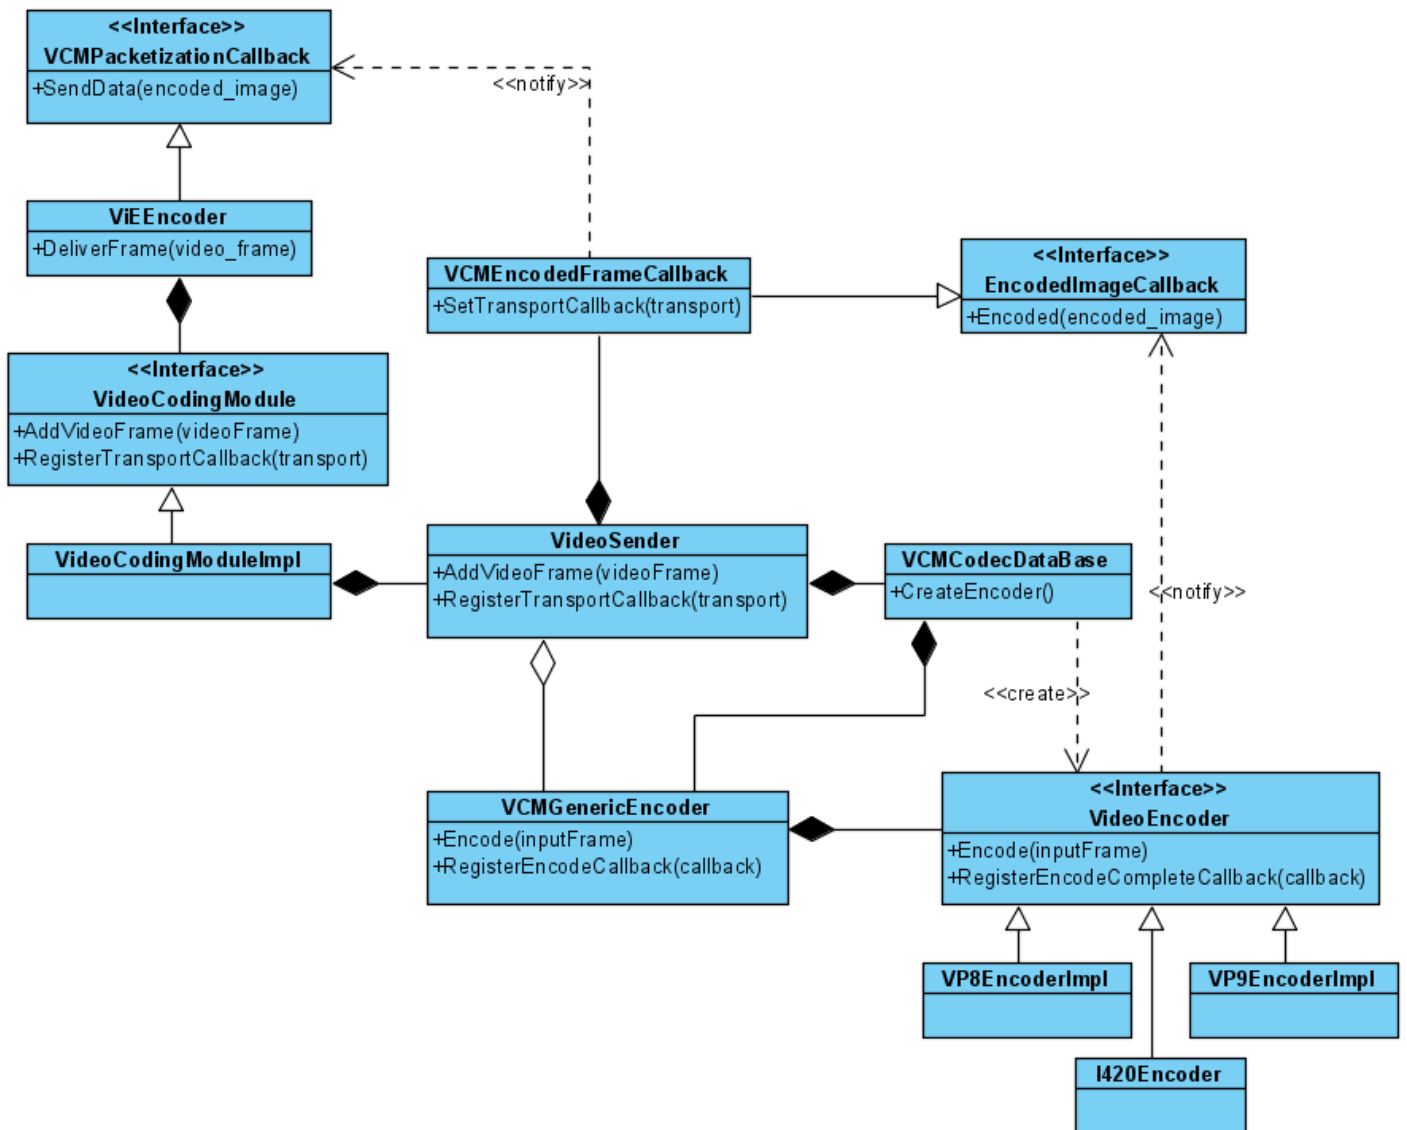 <<Interface>>
VCMPacketizationCallback
+SendData(encoded_image)
<<notify>>
ViEEncoder
+DeliverFrame(video_frame)
VCMEncodedFrameCallback
+SetTransportCallback(transport)
<<Interface>>
EncodedImageCallback
+Encoded(encoded_image)
<<Interface>>
VideoCodingModule
+AddVideoFrame(videoFrame)
+RegisterTransportCallback(transport)
VideoCodingModuleImpl
VideoSender
+AddVideoFrame(videoFrame)
+RegisterTransportCallback(transport)
VCMCodecDataBase
+CreateEncoder()
<<notify>>
<<create>>
VCMGenericEncoder
+Encode(inputFrame)
+RegisterEncodeCallback(callback)
<<Interface>>
VideoEncoder
+Encode(inputFrame)
+RegisterEncodeCompleteCallback(callback)
VP8EncoderImpl
VP9EncoderImpl
I420Encoder